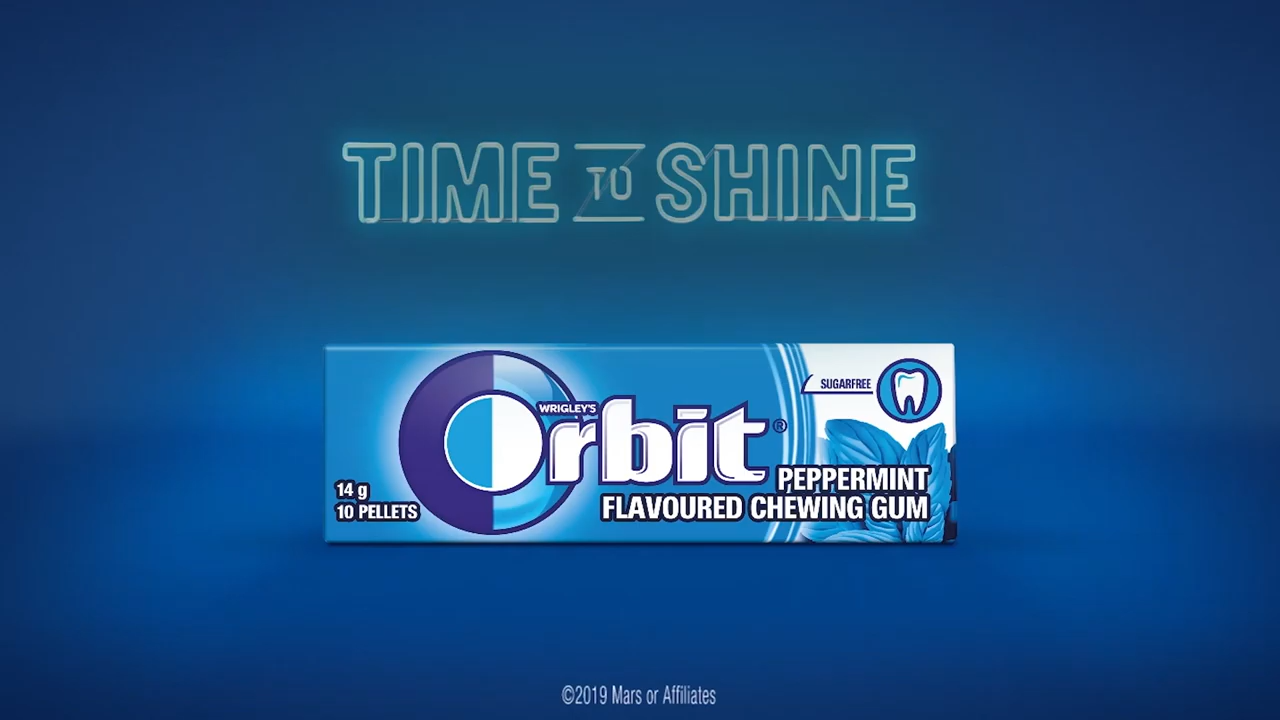 TIME TO SHINE
WRIGLEY'S
Orbit®
SUGARFREE
PEPPERMINT
FLAVOURED CHEWING GUM
14 g
10 PELLETS
©2019 Mars or Affiliates